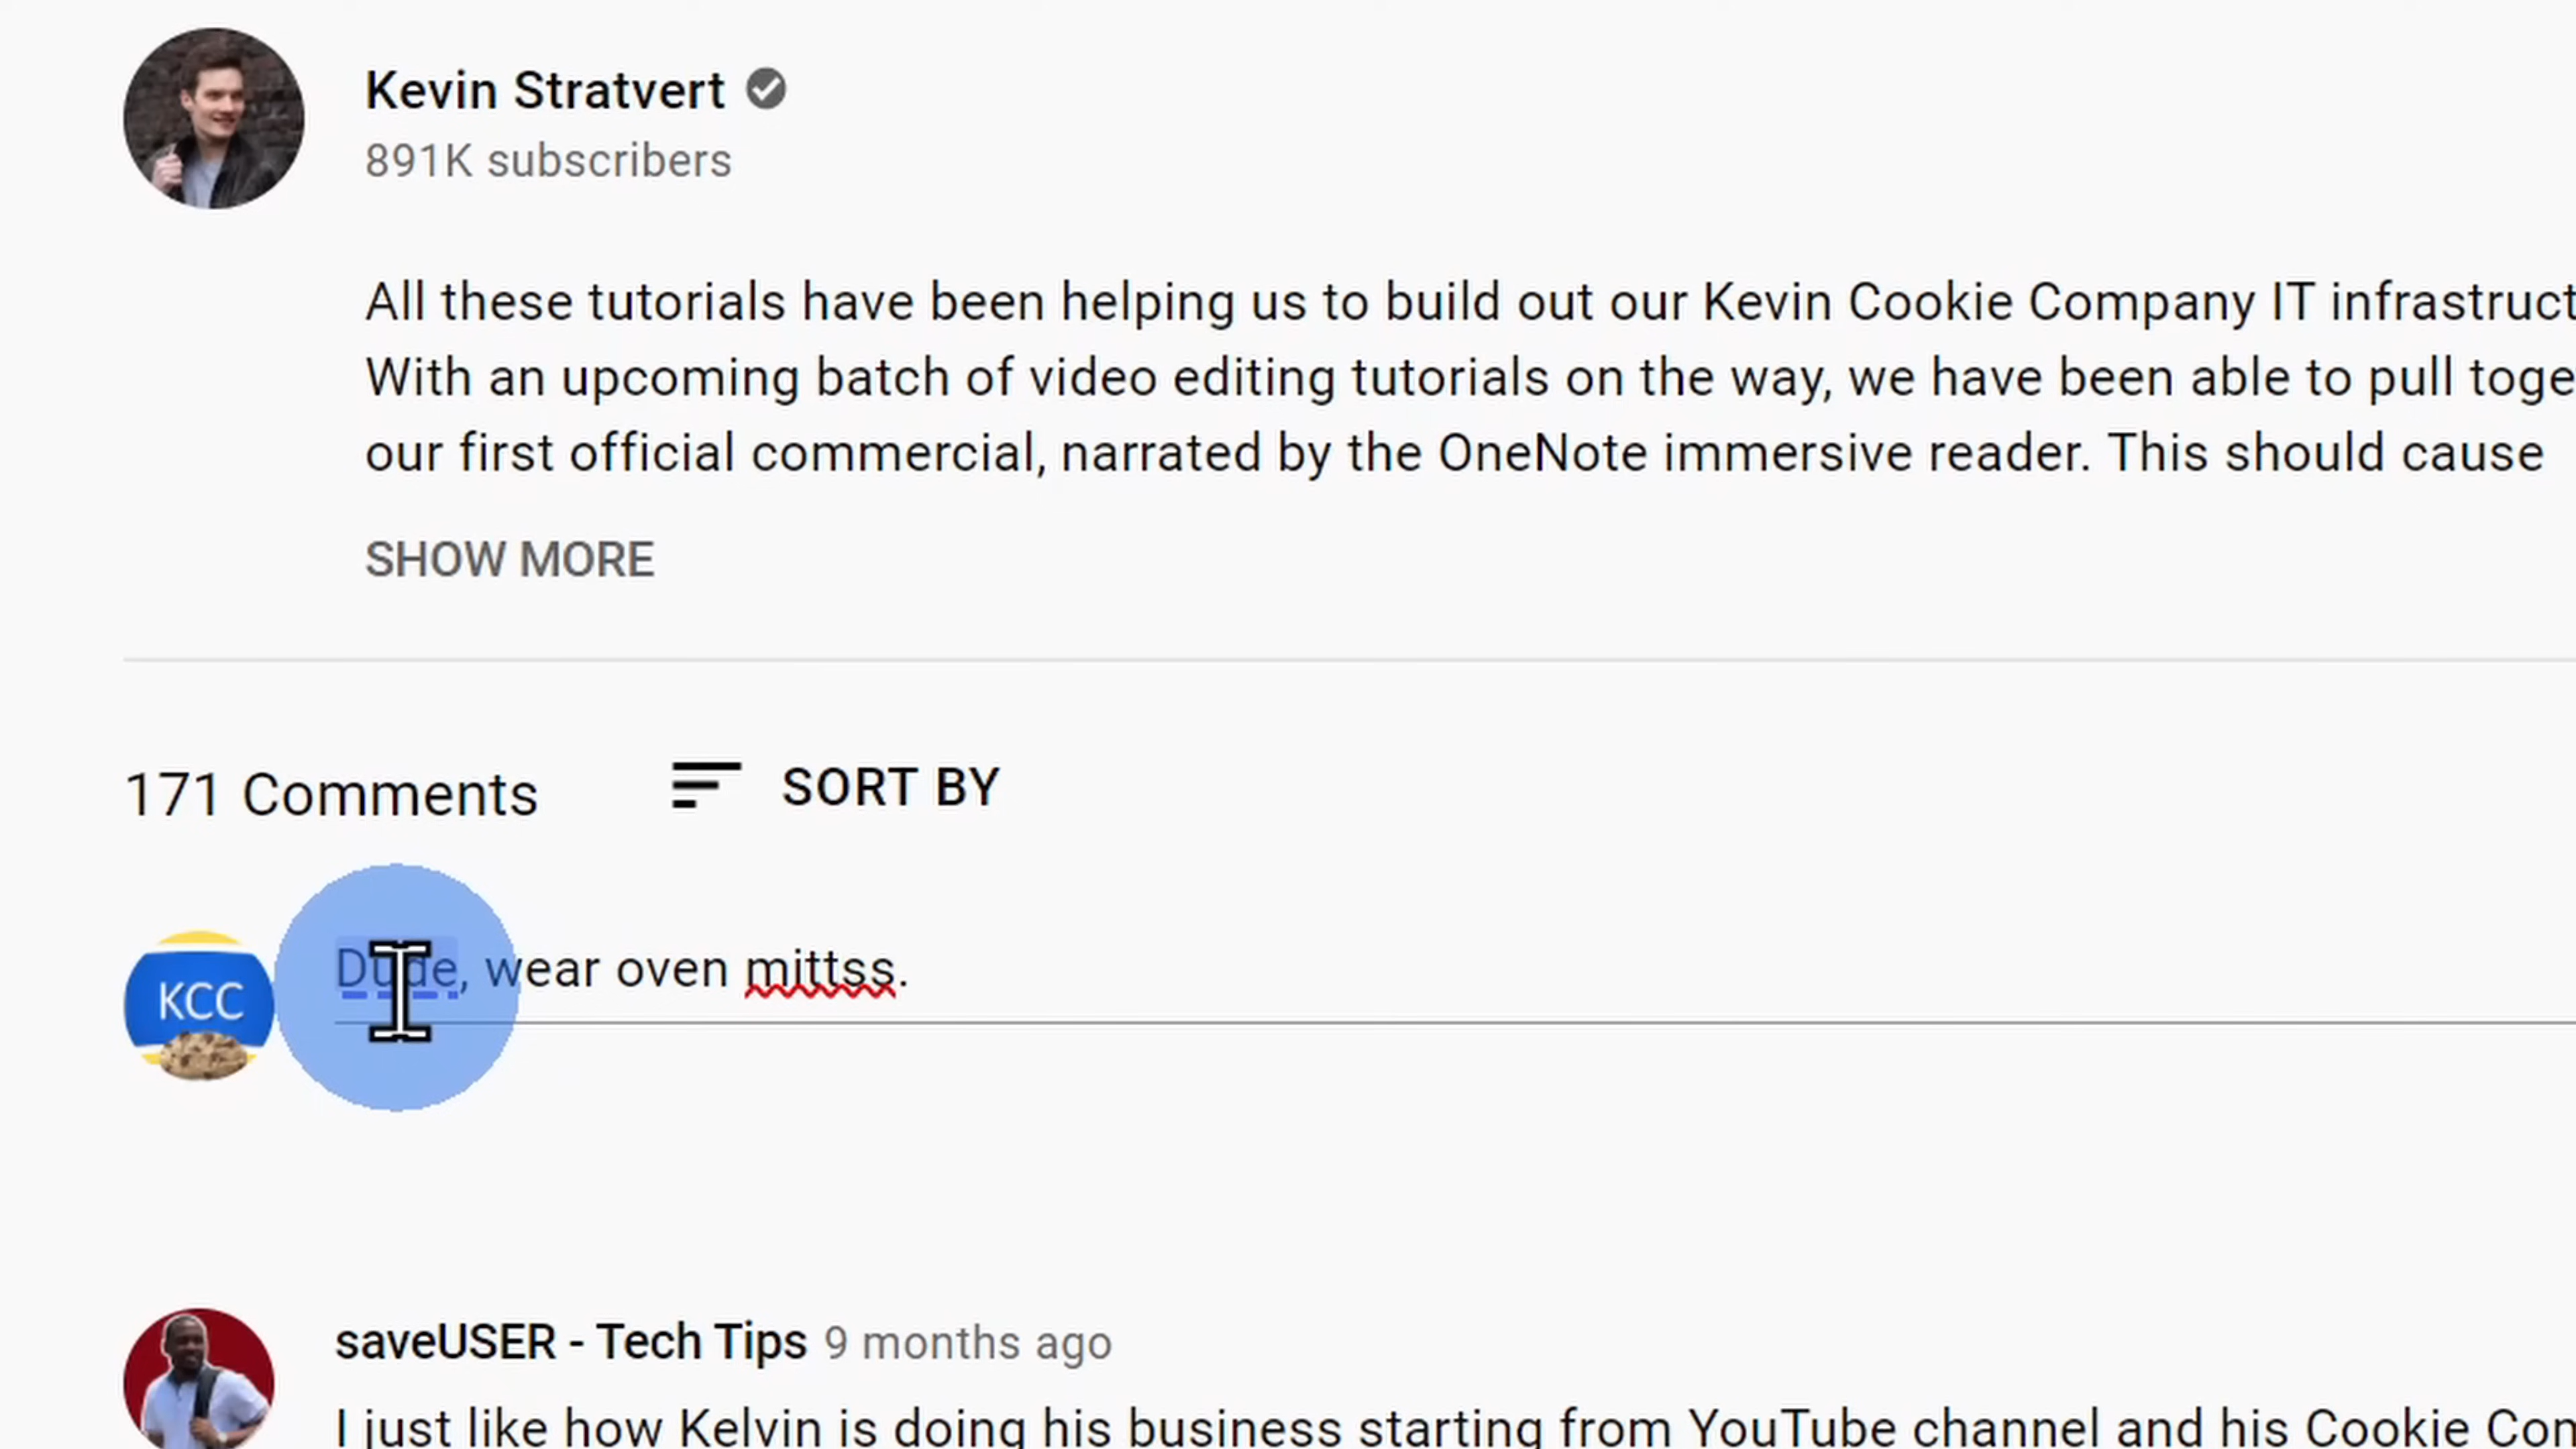 Kevin Stratvert
891K subscribers
All these tutorials have been helping us to build out our Kevin Cookie Company IT
With an upcoming batch of video editing tutorials on the way, we have been able to pull
our first official commercial, narrated by the OneNote immersive reader. This should cause
SHOW MORE
171 Comments SORT BY
KCC
Dude, wear oven mittss.
saveUSER - Tech Tips 9 months ago
I just like how Kelvin is doing his business starting from YouTube channel and his Cookie